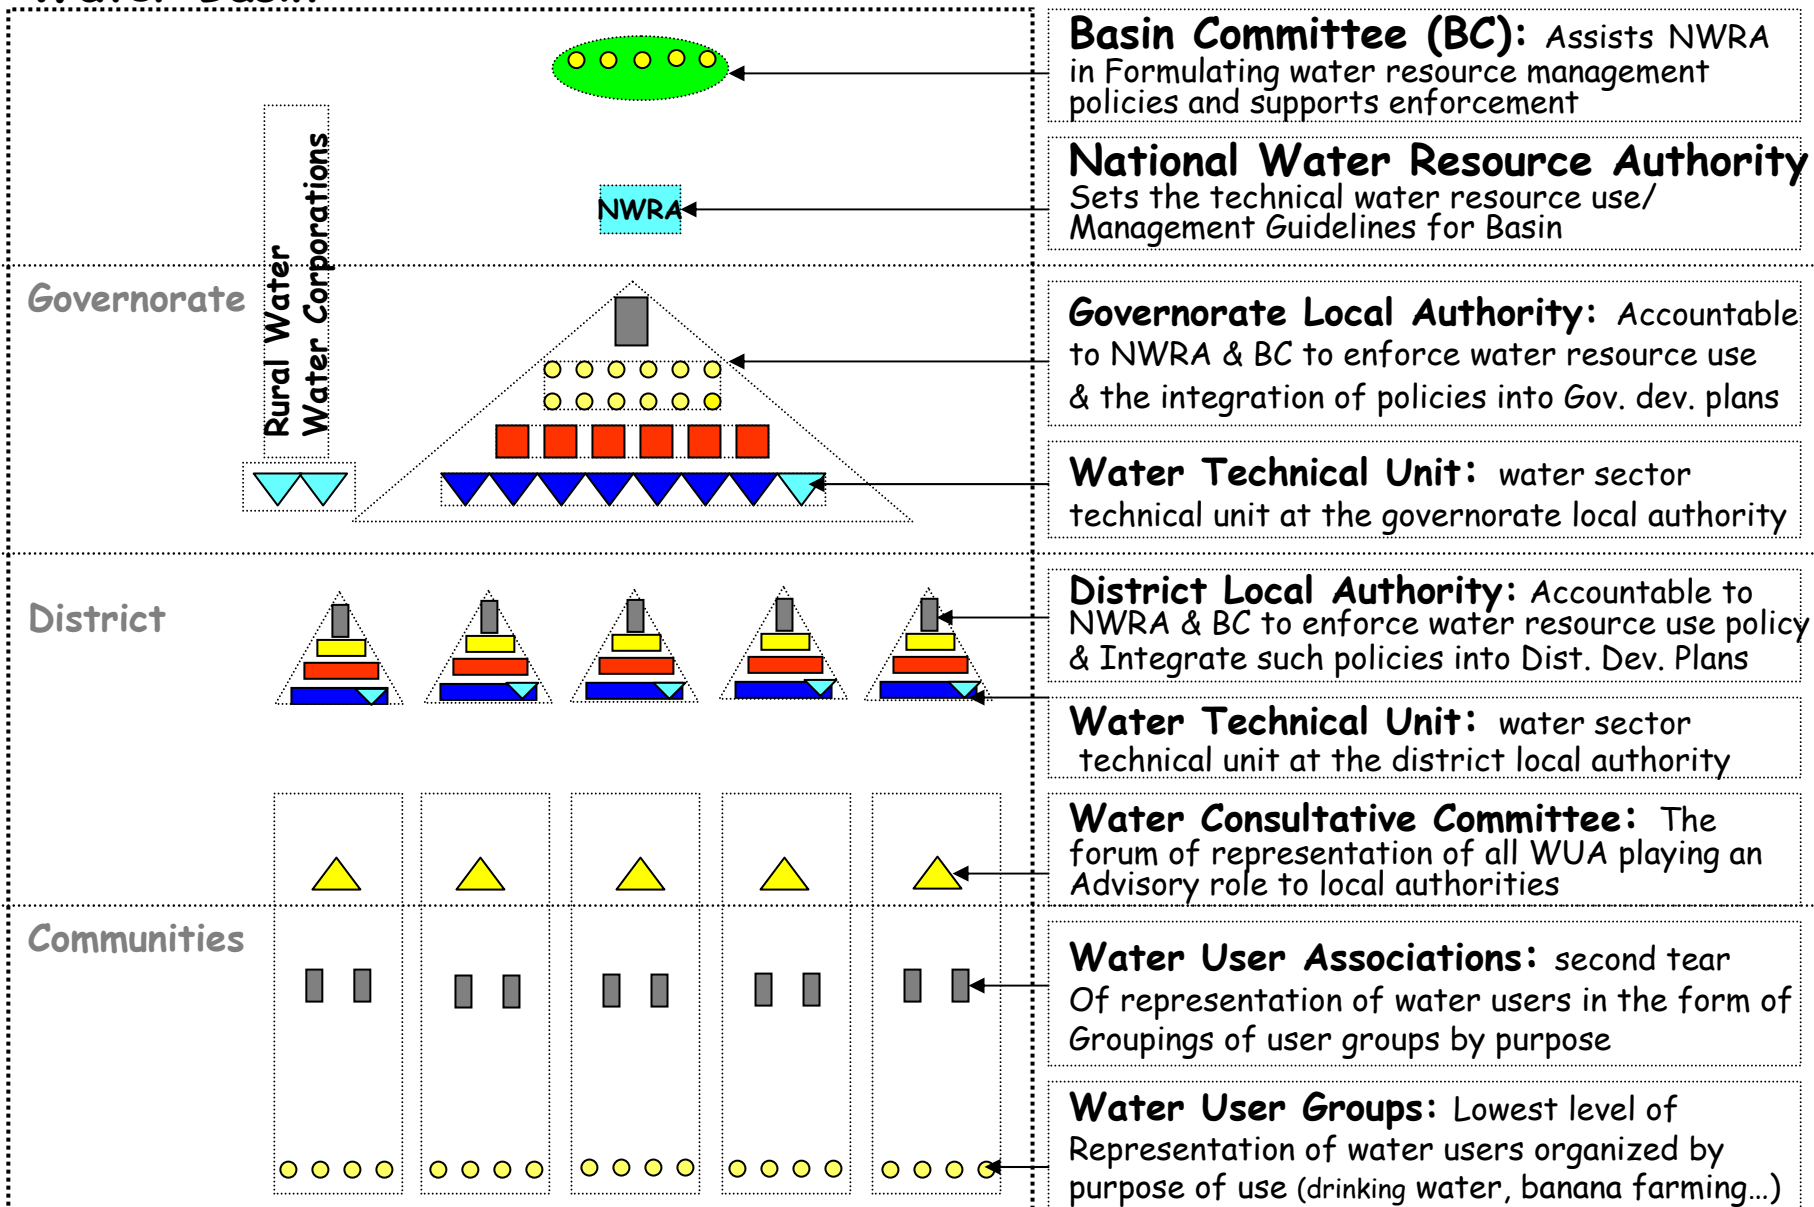 Water Basin
Basin Committee (BC): Assists NWRA
in Formulating water resource management
policies and supports enforcement
National Water Resource Authority
Sets the technical water resource use/
Management Guidelines for Basin
NWRA
Rural Water
Water Corporations
Governorate
Governorate Local Authority: Accountable
to NWRA & BC to enforce water resource use
& the integration of policies into Gov. dev. plans
Water Technical Unit: water sector
technical unit at the governorate local authority
District
District Local Authority: Accountable to
NWRA & BC to enforce water resource use policy
& Integrate such policies into Dist. Dev. Plans
Water Technical Unit: water sector
technical unit at the district local authority
Water Consultative Committee: The
forum of representation of all WUA playing an
Advisory role to local authorities
Communities
Water User Associations: second tear
Of representation of water users in the form of
Groupings of user groups by purpose
Water User Groups: Lowest level of
Representation of water users organized by
purpose of use (drinking water, banana farming...)